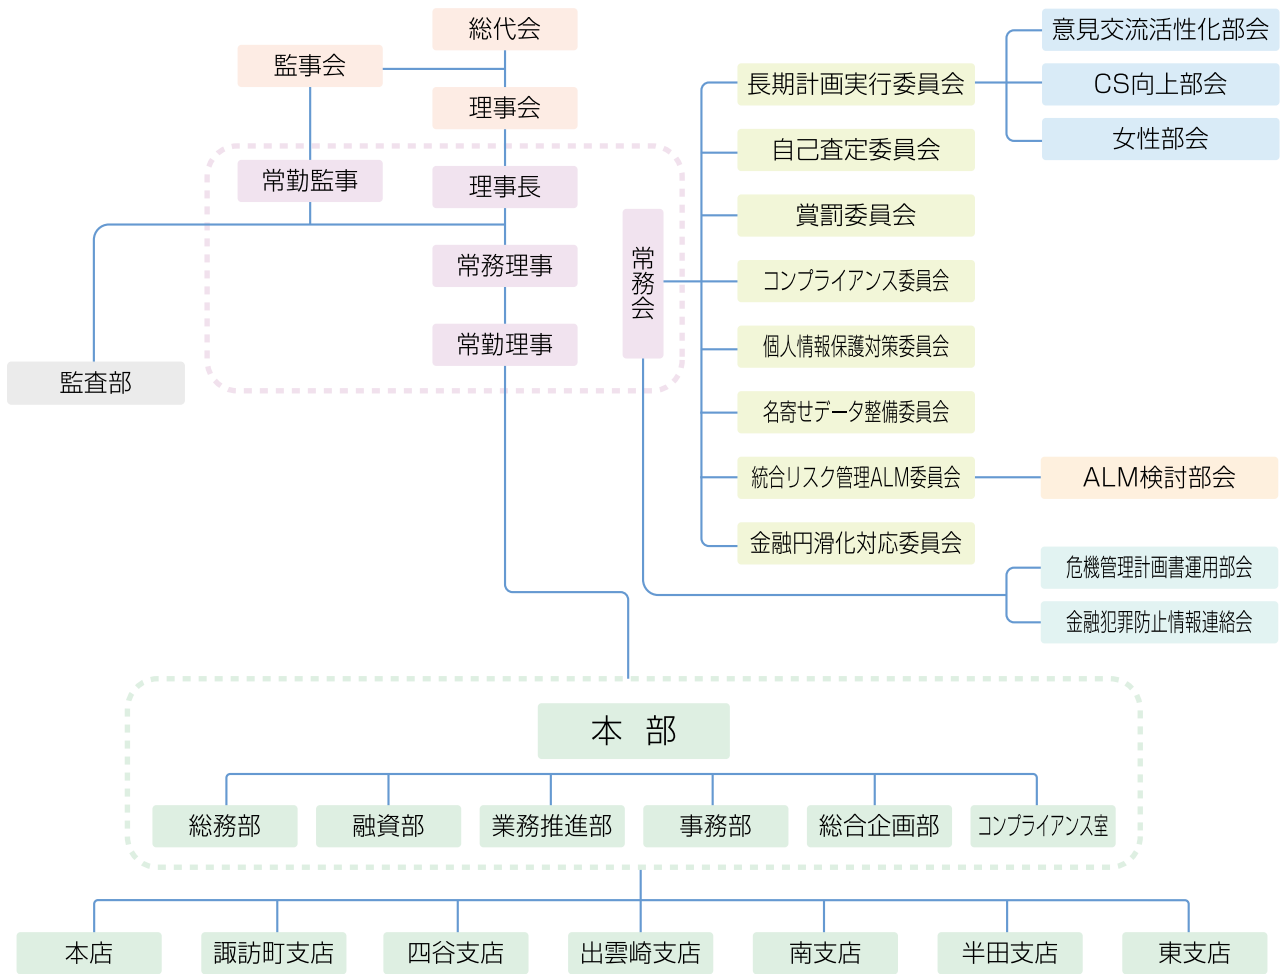 総代会
監事会
理事会
常勤監事
理事長
常務理事
常勤理事
監査部
常務会
長期計画実行委員会
自己査定委員会
賞罰委員会
コンプライアンス委員会
個人情報保護対策委員会
名寄せデータ整備委員会
統合リスク管理ALM委員会
金融円滑化対応委員会
意見交流活性化部会
CS向上部会
女性部会
ALM検討部会
危機管理計画書運用部会
金融犯罪防止情報連絡会
本 部
総務部
融資部
業務推進部
事務部
総合企画部
コンプライアンス室
本店
諏訪町支店
四谷支店
出雲崎支店
南支店
半田支店
東支店